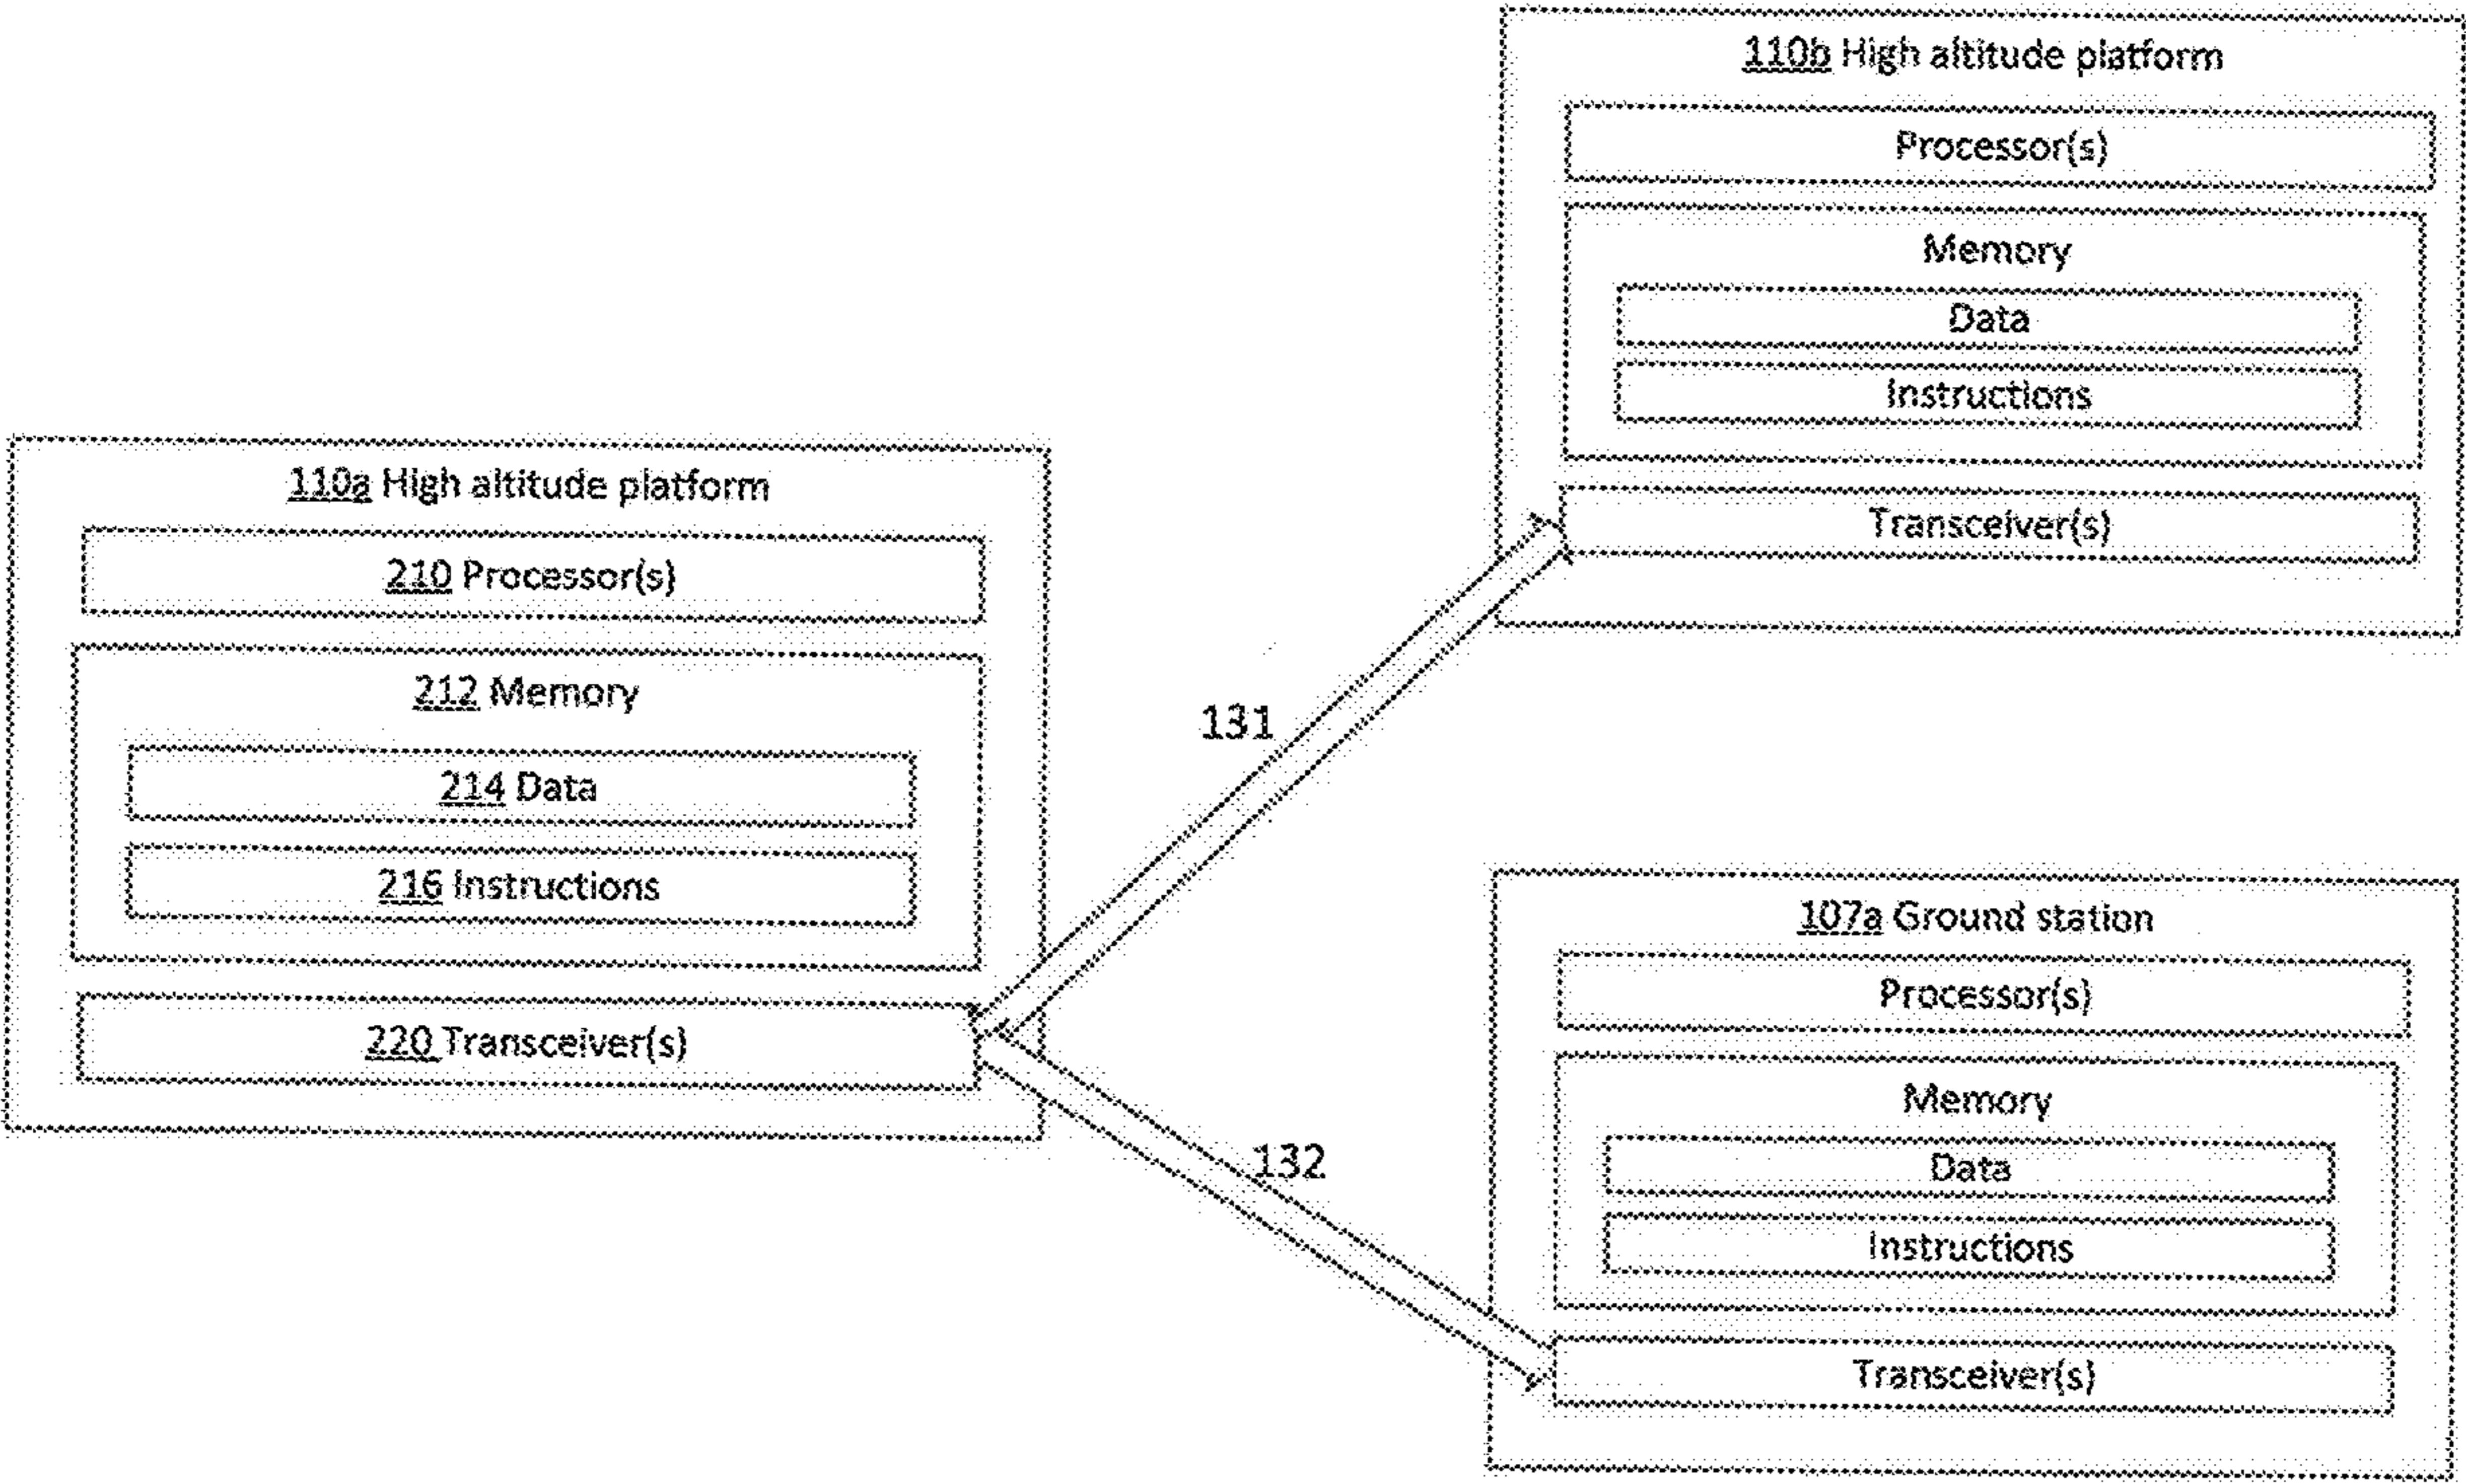 110b High altitude platform
Processor(s)
Memory
Data
Instructions
Transceiver(s)
110a High altitude platform
210 Processor(s)
212 Memory
214 Data
216 Instructions
220 Transceiver(s)
131
132
107a Ground station
Processor(s)
Memory
Data
Instructions
Transceiver(s)